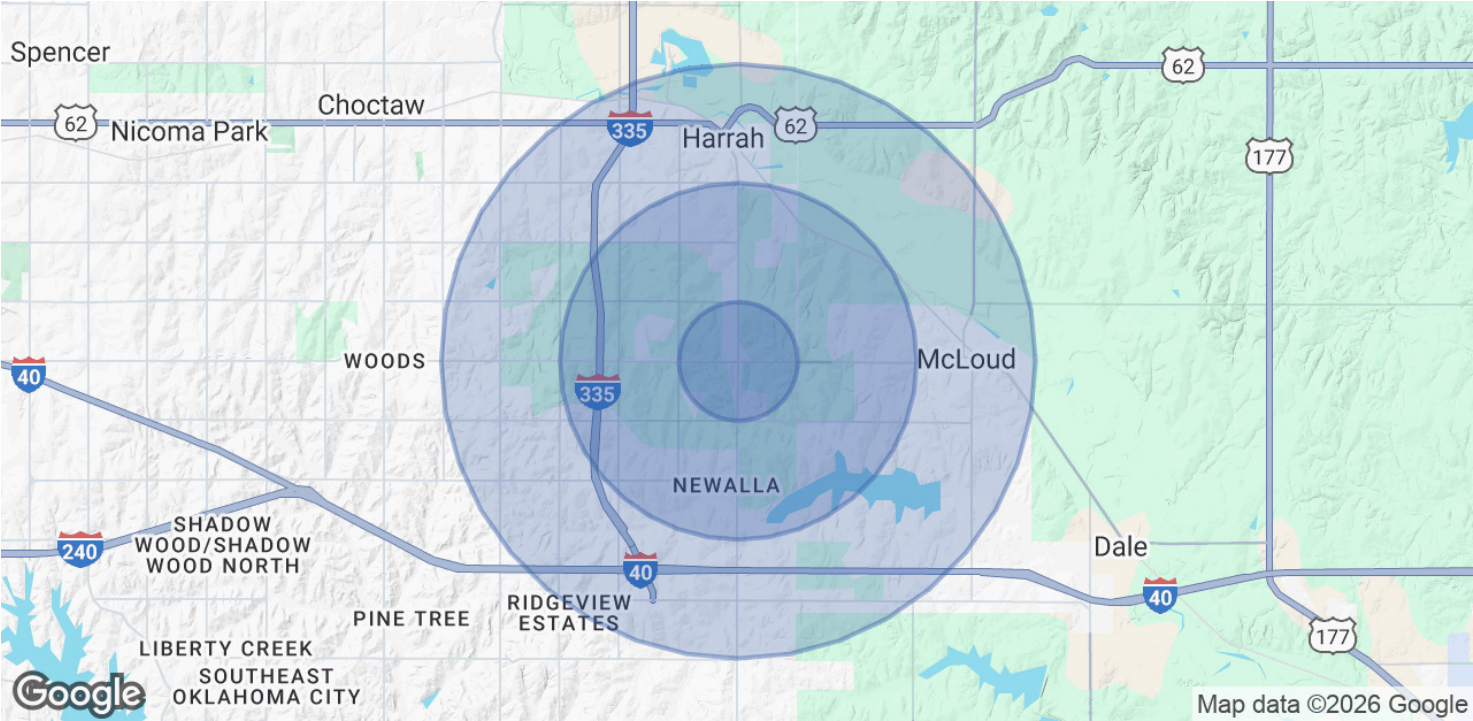 Spencer
62
Choctaw
62
Nicoma Park
335
Harrah
62
177
WOODS
McLoud
40
335
NEWALLA
SHADOW
WOOD/SHADOW
WOOD NORTH
240
40
Dale
40
RIDGEVIEW
ESTATES
PINE TREE
177
LIBERTY CREEK
SOUTHEAST
OKLAHOMA CITY
Google
Map data ©2026 Google